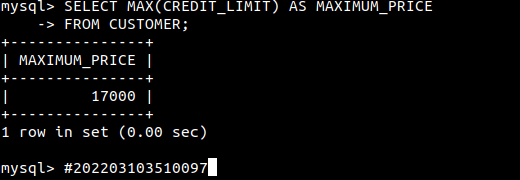 mysql> SELECT MAX(CREDIT_LIMIT) AS MAXIMUM_PRICE
    -> FROM CUSTOMER;
+---------------+
| MAXIMUM_PRICE |
+---------------+
|         17000 |
+---------------+
1 row in set (0.00 sec)

mysql> #202203103510097